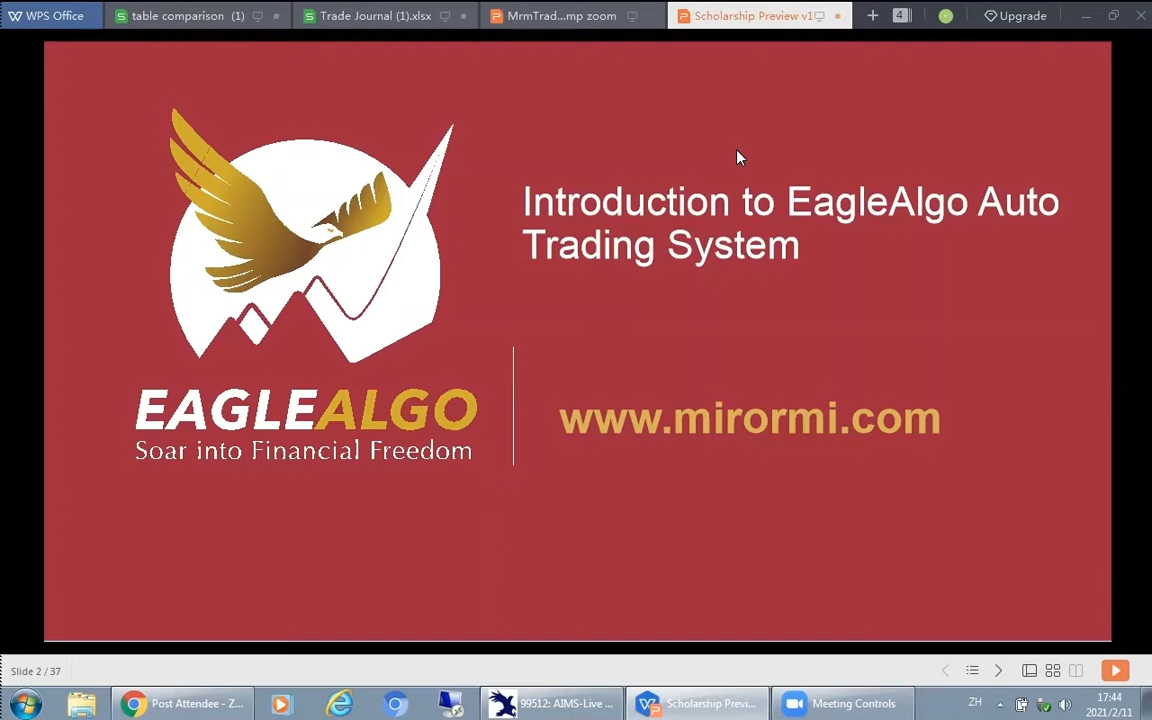 WPS Office
table comparison (1)
Trade Journal (1).xlsx
MrmTrad...mp zoom
Scholarship Preview v1
4
Upgrade
Introduction to EagleAlgo Auto
Trading System
EAGLEALGO
Soar into Financial Freedom
www.mirormi.com
Slide 2 / 37
Post Attendee - Z...
99512: AIMS-Live ...
Scholarship Previ...
Meeting Controls
ZH
17:44
2021/2/11